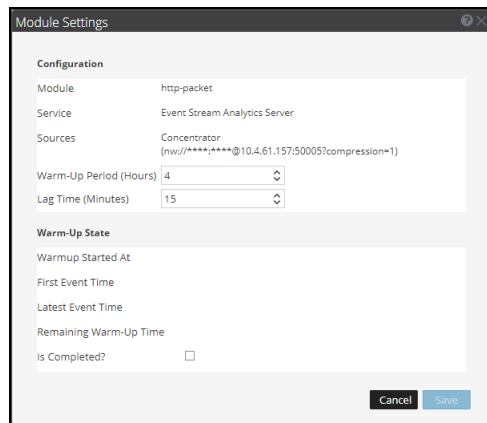 Module Settings
Configuration
Module http-packet
Service Event Stream Analytics Server
Sources Concentrator
(nw://****:****@10.4.61.157:50005?compression=1)
Warm-Up Period (Hours) 4
Lag Time (Minutes) 15
Warm-Up State
Warmup Started At
First Event Time
Latest Event Time
Remaining Warm-Up Time
Is Completed?
Cancel Save